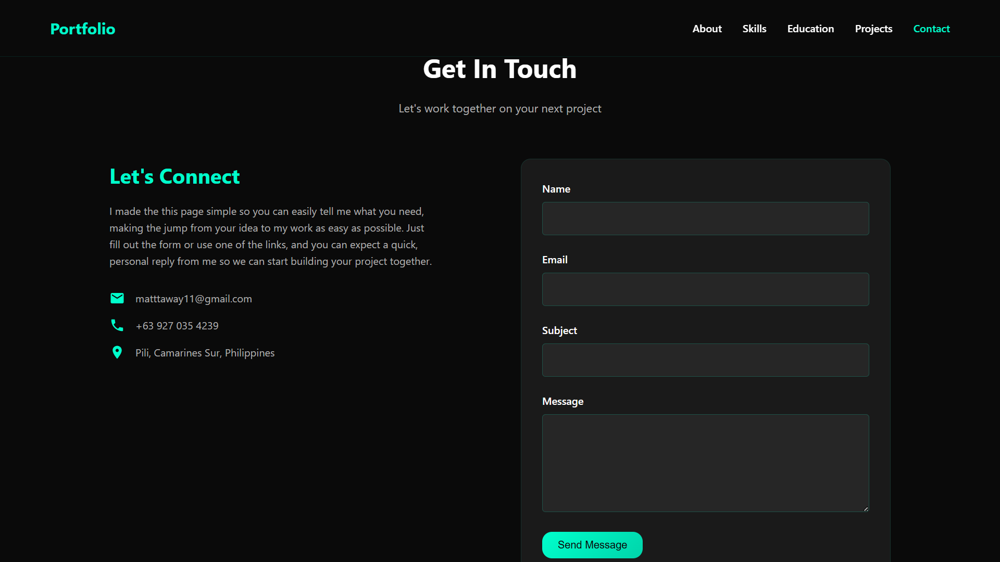 Portfolio
About Skills Education Projects Contact
Get In Touch
Let's work together on your next project
Let's Connect
I made the this page simple so you can easily tell me what you need,
making the jump from your idea to my work as easy as possible. Just
fill out the form or use one of the links, and you can expect a quick,
personal reply from me so we can start building your project together.
matttaway11@gmail.com
+63 927 035 4239
Pili, Camarines Sur, Philippines
Name
Email
Subject
Message
Send Message